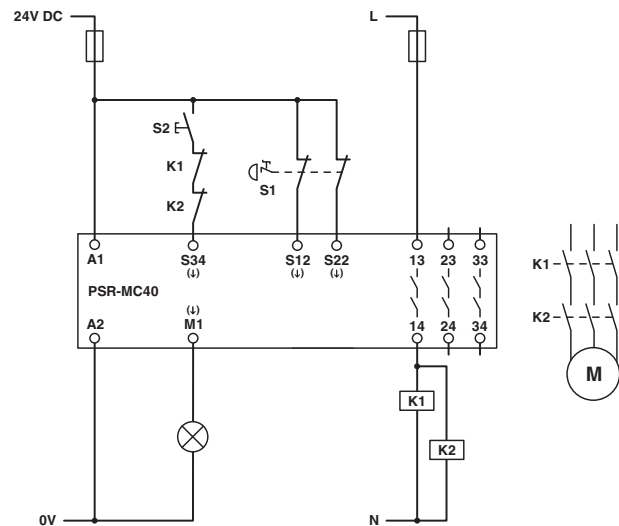 24V DC
L
S2
K1
S1
K2
A1
S34
(↓)
S12
(↓)
S22
(↓)
13
23
33
PSR-MC40
A2
(↓)
M1
14
24
34
K1
K2
0V
N
K1
K2
M